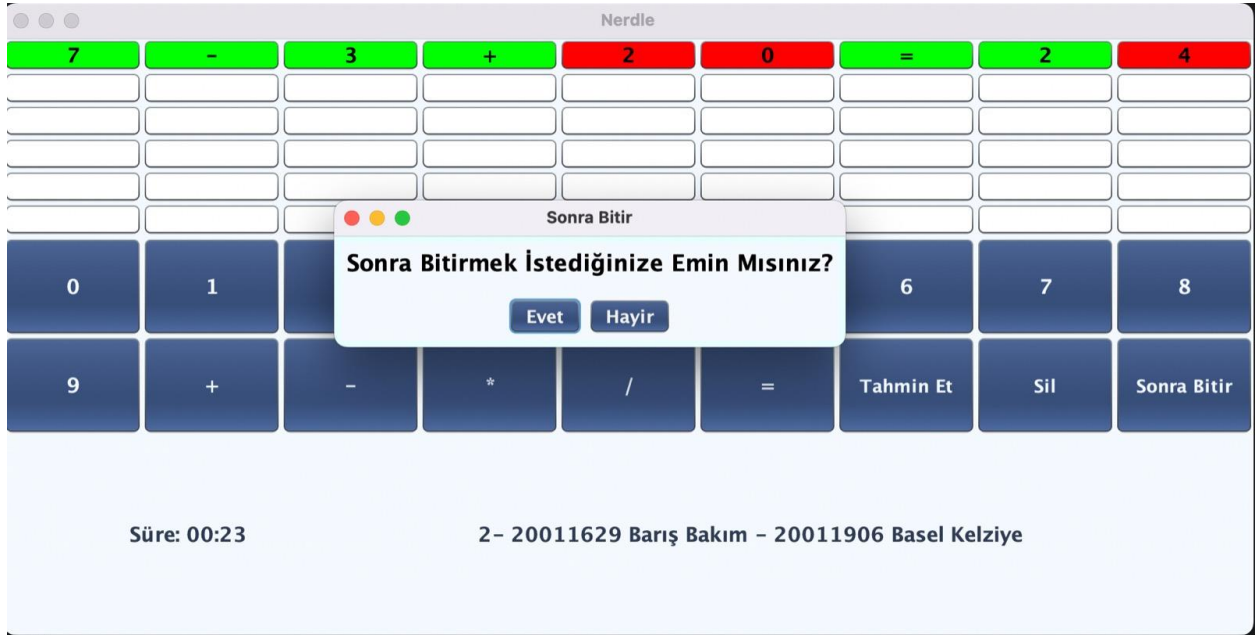 Nerdle
7 - 3 + 2 0 = 2 4
Sonra Bitir
Sonra Bitirmek İstediğinize Emin Mısınız?
Evet Hayir
0 1 6 7 8
9 + - * / = Tahmin Et Sil Sonra Bitir
Süre: 00:23 2- 20011629 Barış Bakım - 20011906 Basel Kelziye